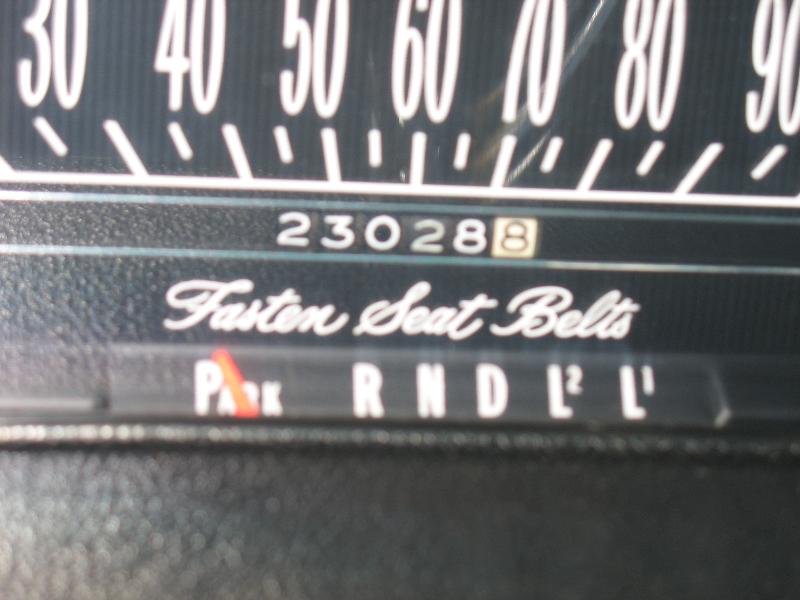 30 40 50 60 70 80 90
230288
Fasten Seat Belts
PARK R N D L2 L1